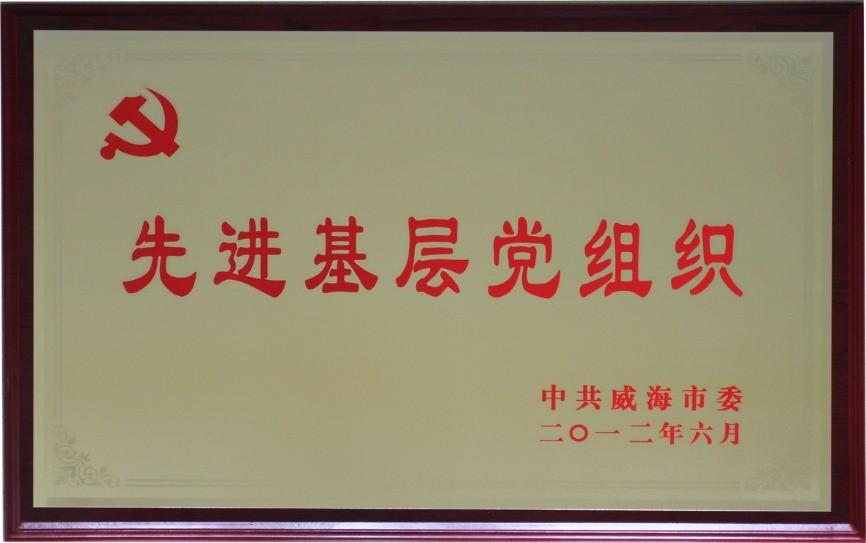 先进基层党组织
中共威海市委
二〇一二年六月